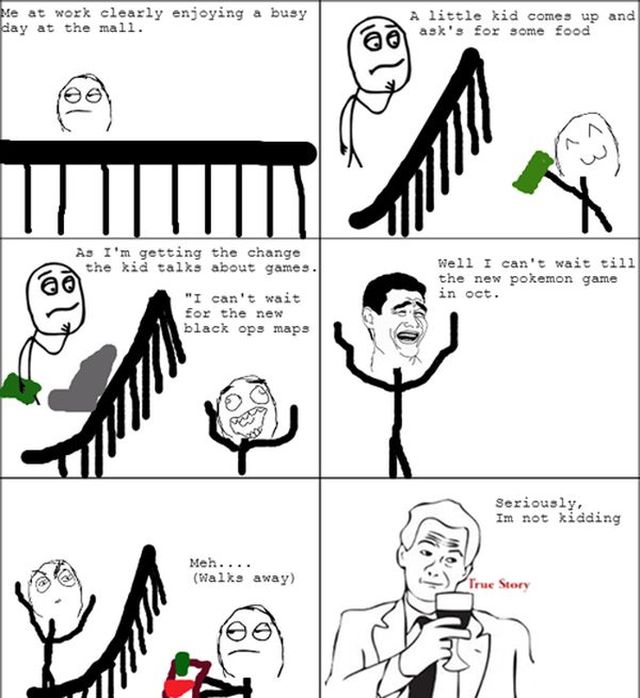 Me at work clearly enjoying a busy
day at the mall.
A little kid comes up and
ask's for some food
As I'm getting the change
the kid talks about games.
"I can't wait
for the new
black ops maps
Well I can't wait till
the new pokemon game
in oct.
Meh....
(Walks away)
Seriously,
Im not kidding
True Story